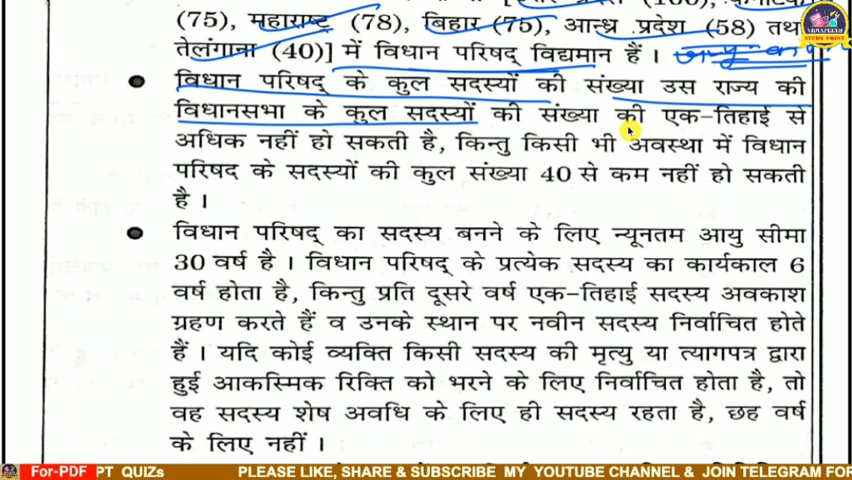 (75), महाराष्ट्र (78), बिहार (75), आन्ध्र प्रदेश (58) तथ
तेलंगाना (40)] में विधान परिषद् विद्यमान हैं ।
विधान परिषद् के कुल सदस्यों की संख्या उस राज्य की
विधानसभा के कुल सदस्यों की संख्या की एक-तिहाई से
अधिक नहीं हो सकती है, किन्तु किसी भी अवस्था में विधान
परिषद के सदस्यों की कुल संख्या 40 से कम नहीं हो सकती
है ।
विधान परिषद् का सदस्य बनने के लिए न्यूनतम आयु सीमा
30 वर्ष है । विधान परिषद् के प्रत्येक सदस्य का कार्यकाल 6
वर्ष होता है, किन्तु प्रति दूसरे वर्ष एक-तिहाई सदस्य अवकाश
ग्रहण करते हैं व उनके स्थान पर नवीन सदस्य निर्वाचित होते
हैं । यदि कोई व्यक्ति किसी सदस्य की मृत्यु या त्यागपत्र द्वारा
हुई आकस्मिक रिक्ति को भरने के लिए निर्वाचित होता है, तो
वह सदस्य शेष अवधि के लिए ही सदस्य रहता है, छह वर्ष
के लिए नहीं ।
For-PDF PT QUIZs PLEASE LIKE, SHARE & SUBSCRIBE MY YOUTUBE CHANNEL & JOIN TELEGRAM FOR